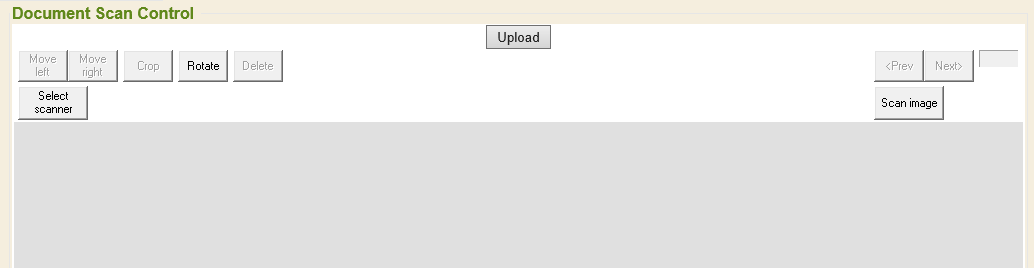 Document Scan Control
Upload
Move left
Move right
Crop
Rotate
Delete
<Prev
Next>
Select scanner
Scan image